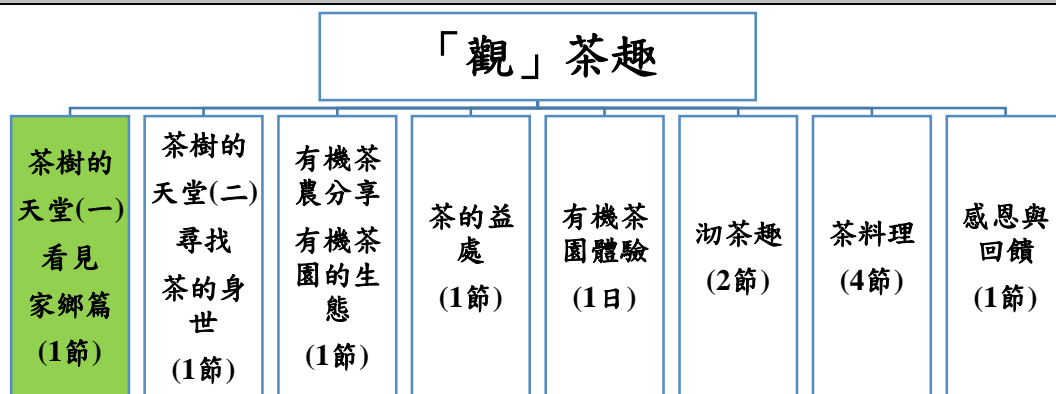 「觀」茶趣
茶樹的
天堂(一)
看見
家鄉篇
(1節)
茶樹的
天堂(二)
尋找
茶的身
世
(1節)
有機茶
農分享
有機茶
園的生
態
(1節)
茶的益
處
(1節)
有機茶
園體驗
(1日)
沏茶趣
(2節)
茶料理
(4節)
感恩與
回饋
(1節)